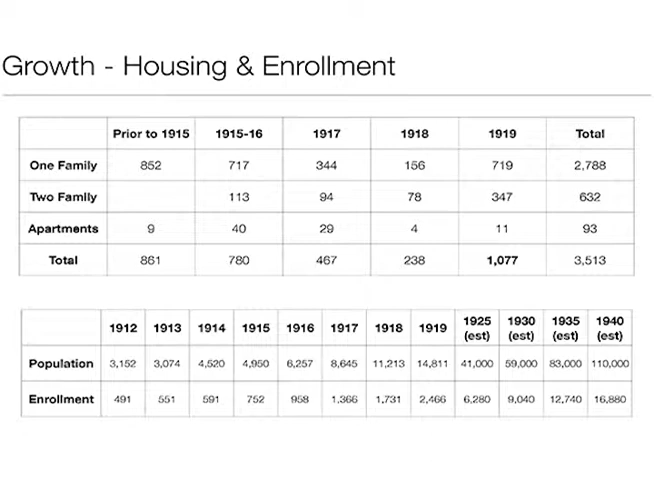 Growth - Housing & Enrollment
Prior to 1915 1915-16 1917 1918 1919 Total
One Family 852 717 344 156 719 2,788
Two Family 113 94 78 347 632
Apartments 9 40 29 4 11 93
Total 861 780 467 238 1,077 3,513
1912 1913 1914 1915 1916 1917 1918 1919 1925 (est) 1930 (est) 1935 (est) 1940 (est)
Population 3,152 3,074 4,520 4,950 6,257 8,645 11,213 14,811 41,000 59,000 83,000 110,000
Enrollment 491 551 591 752 958 1,366 1,731 2,466 6,280 9,040 12,740 16,880